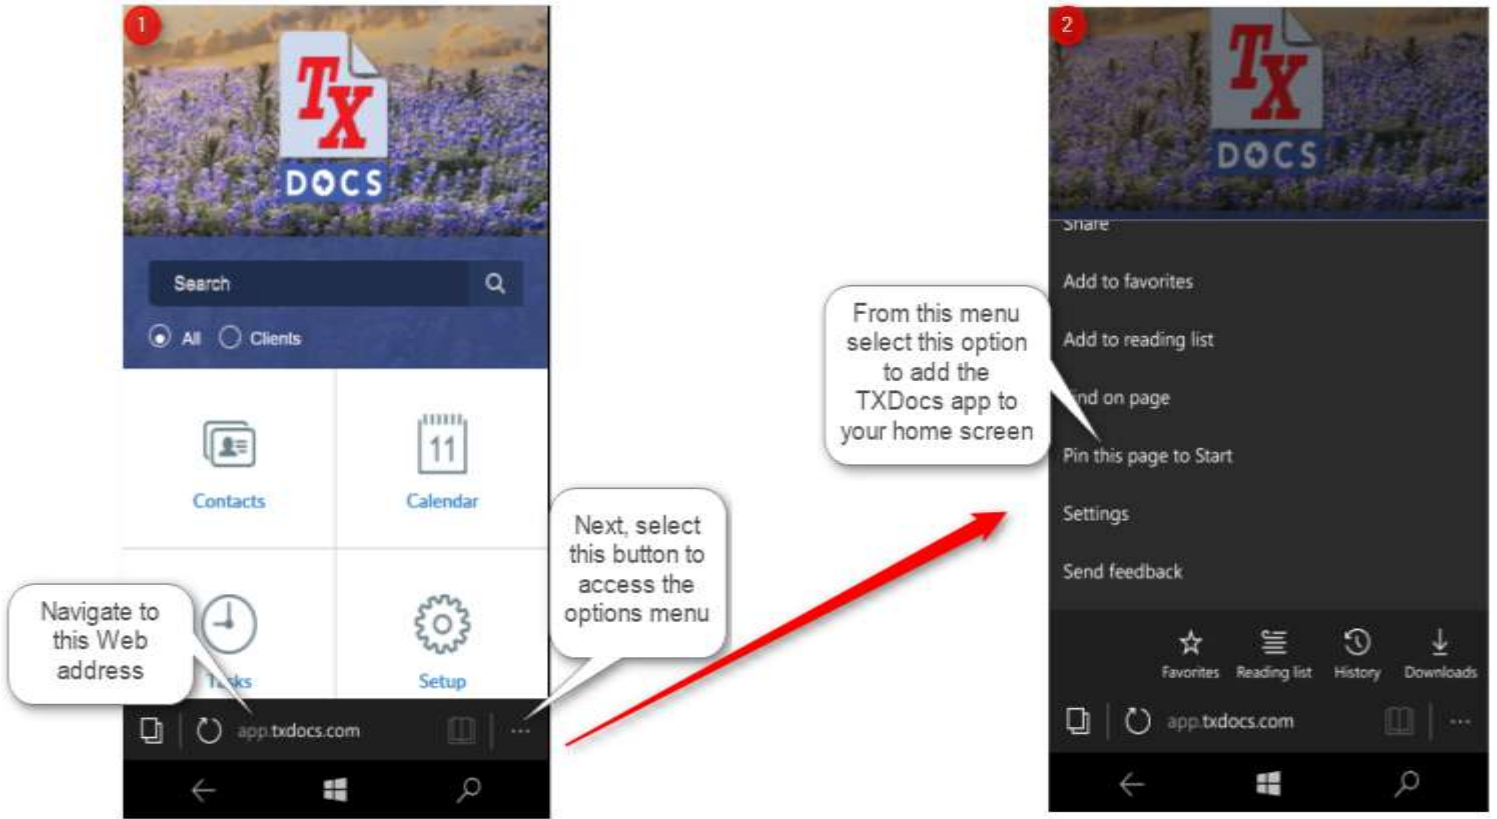 1
TX
DOCS
Search
All
Clients
Contacts
11
Calendar
Tasks
Setup
Navigate to
this Web
address
Next, select
this button to
access the
options menu
app.txdocs.com
2
TX
DOCS
Share
Add to favorites
Add to reading list
From this menu
select this option
to add the
TXDocs app to
your home screen
on page
Pin this page to Start
Settings
Send feedback
Favorites
Reading list
History
Downloads
app.txdocs.com